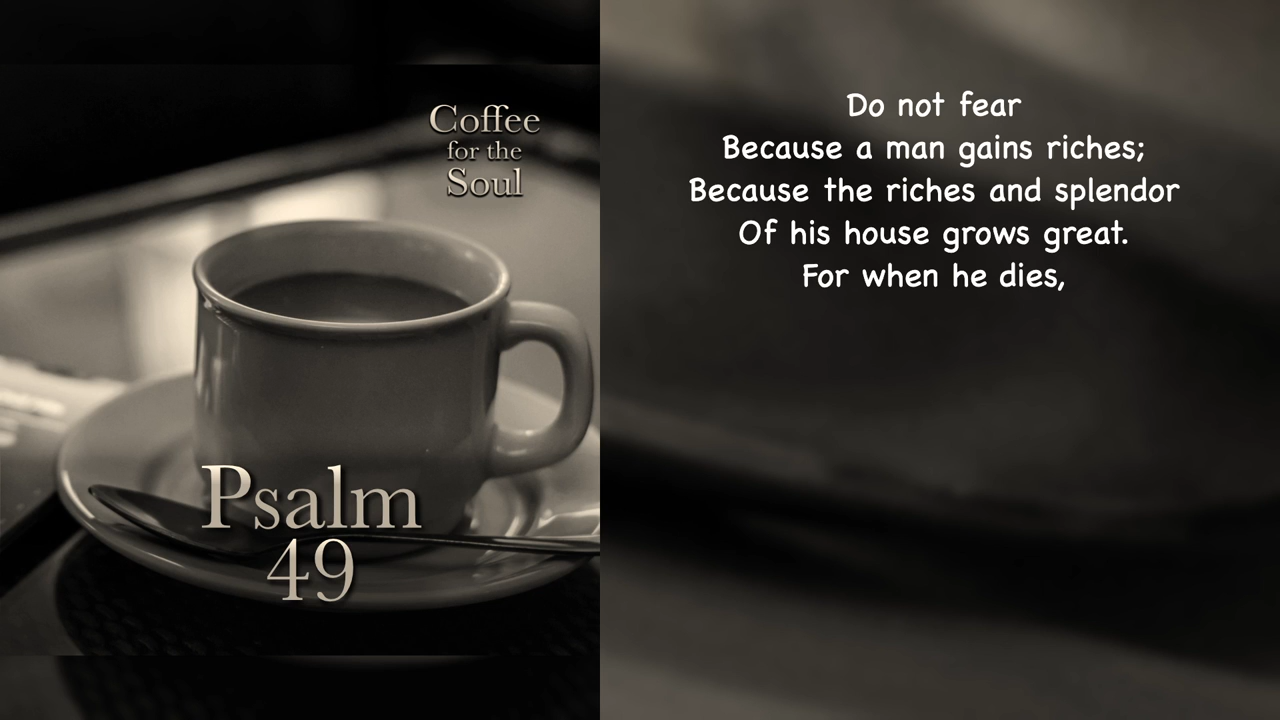 Coffee
for the
Soul
Psalm
49
Do not fear
Because a man gains riches;
Because the riches and splendor
Of his house grows great.
For when he dies,